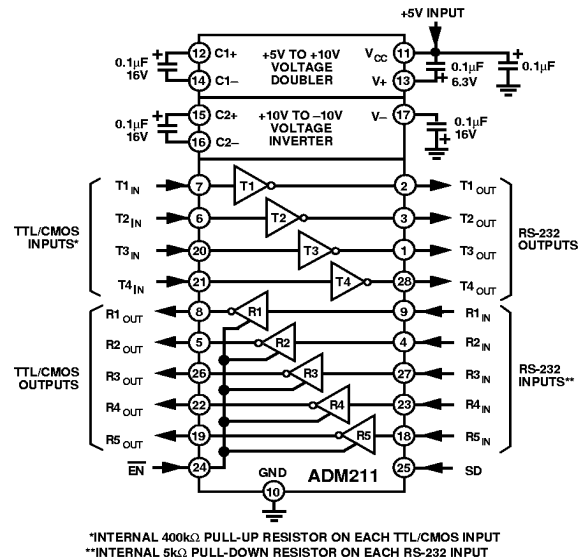 +5V INPUT
0.1µF 16V
12 C1+
14 C1–
+5V TO +10V VOLTAGE DOUBLER
VCC 11
V+ 13
0.1µF 6.3V
0.1µF
0.1µF 16V
15 C2+
16 C2–
+10V TO –10V VOLTAGE INVERTER
V– 17
0.1µF 16V
TTL/CMOS INPUTS*
T1IN 7 T1 2 T1OUT
T2IN 6 T2 3 T2OUT
T3IN 20 T3 1 T3OUT
T4IN 21 T4 28 T4OUT
RS-232 OUTPUTS
TTL/CMOS OUTPUTS
R1OUT 8 R1 9 R1IN
R2OUT 5 R2 4 R2IN
R3OUT 26 R3 27 R3IN
R4OUT 22 R4 23 R4IN
R5OUT 19 R5 18 R5IN
RS-232 INPUTS**
EN 24 GND 10 ADM211 25 SD
*INTERNAL 400kΩ PULL-UP RESISTOR ON EACH TTL/CMOS INPUT
**INTERNAL 5kΩ PULL-DOWN RESISTOR ON EACH RS-232 INPUT